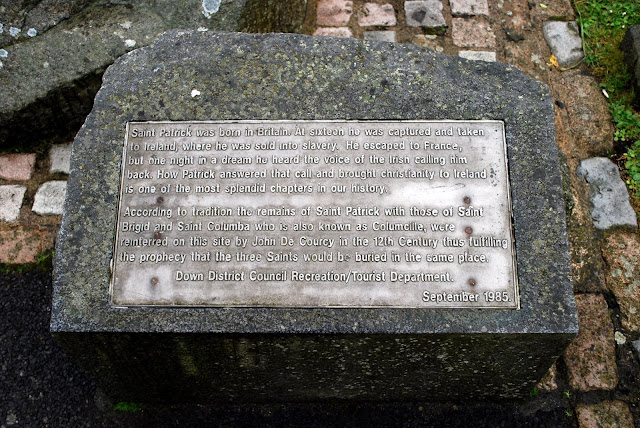 Saint Patrick was born in Britain. At sixteen he was captured and taken
to Ireland, where he was sold into slavery. He escaped to France,
but one night in a dream he heard the voice of the Irish calling him
back. How Patrick answered that call and brought christianity to Ireland
is one of the most splendid chapters in our history.
According to tradition the remains of Saint Patrick with those of Saint
Brigid and Saint Columba who is also known as Columcille, were
reinterred on this site by John De Courcy in the 12th Century thus fulfilling
the prophecy that the three Saints would be buried in the same place.
Down District Council Recreation/Tourist Department.
September 1985.